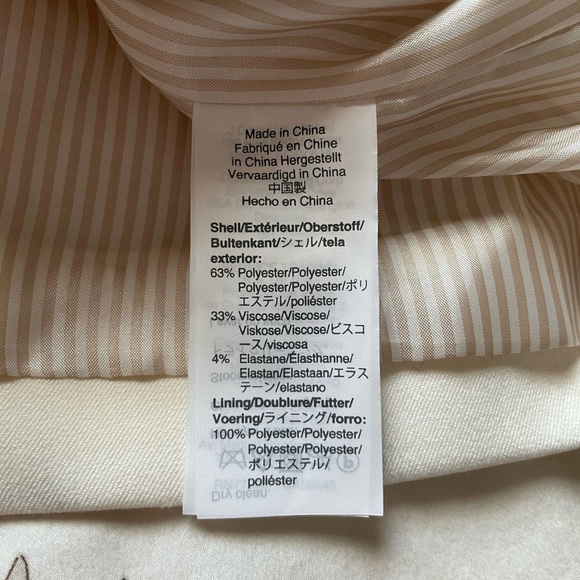 Made in China
Fabriqué en Chine
in China Hergestellt
Vervaardigd in China
中国製
Hecho en China
Shell/Extérieur/Oberstoff/
Buitenkant/シェル/tela
exterior:
63% Polyester/Polyester/
Polyester/Polyester/ポリ
エステル/poliéster
33% Viscose/Viscose/
Viskose/Viscose/ビスコ
ース/viscosa
4% Elastane/Élasthanne/
Elastan/Elastaan/エラス
テーン/elastano
Lining/Doublure/Futter/
Voering/ライニング/forro:
100% Polyester/Polyester/
Polyester/Polyester/
ポリエステル/
poliéster
Dry clean.